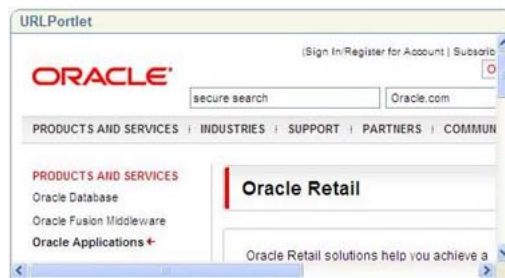 URLPortlet
(Sign In/Register for Account | Subscrib
ORACLE
O
secure search
Oracle.com
PRODUCTS AND SERVICES | INDUSTRIES | SUPPORT | PARTNERS | COMMUN
PRODUCTS AND SERVICES
Oracle Database
Oracle Fusion Middleware
Oracle Applications
Oracle Retail
Oracle Retail solutions help you achieve a